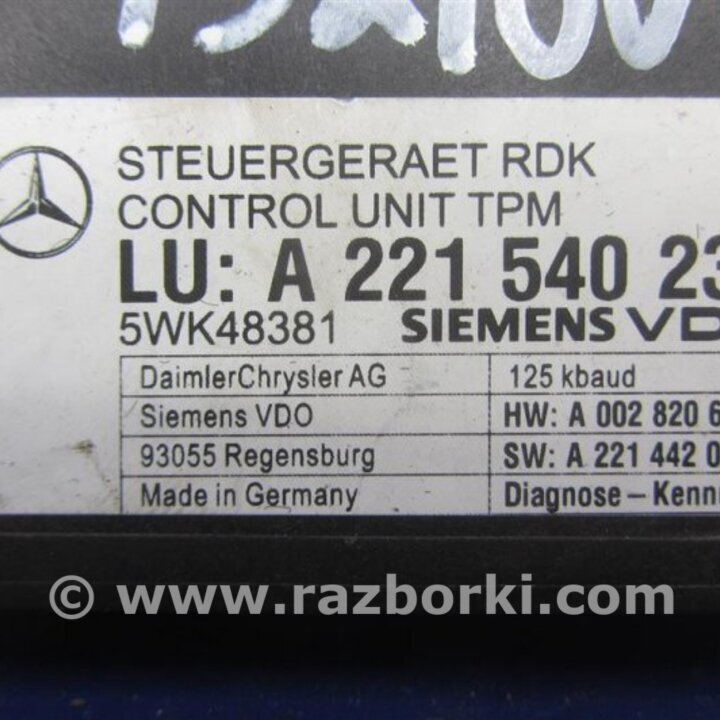 STEUERGERAET RDK
CONTROL UNIT TPM
LU: A 221 540 23
5WK48381 SIEMENS VD
DaimlerChrysler AG 125 kbaud
Siemens VDO HW: A 002 820 6
93055 Regensburg SW: A 221 442 0
Made in Germany Diagnose – Kenn
© www.razborki.com